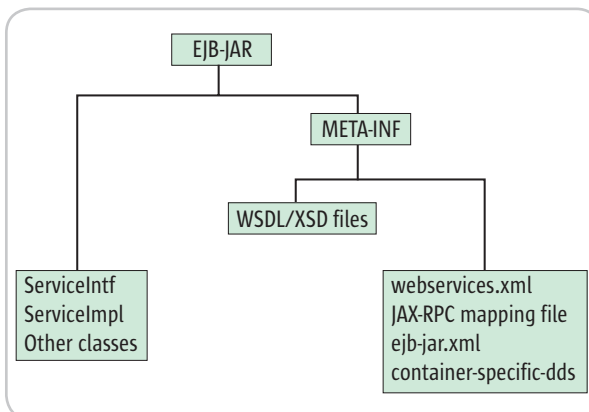 EJB-JAR
META-INF
WSDL/XSD files
ServiceIntf
ServiceImpl
Other classes
webservices.xml
JAX-RPC mapping file
ejb-jar.xml
container-specific-dds